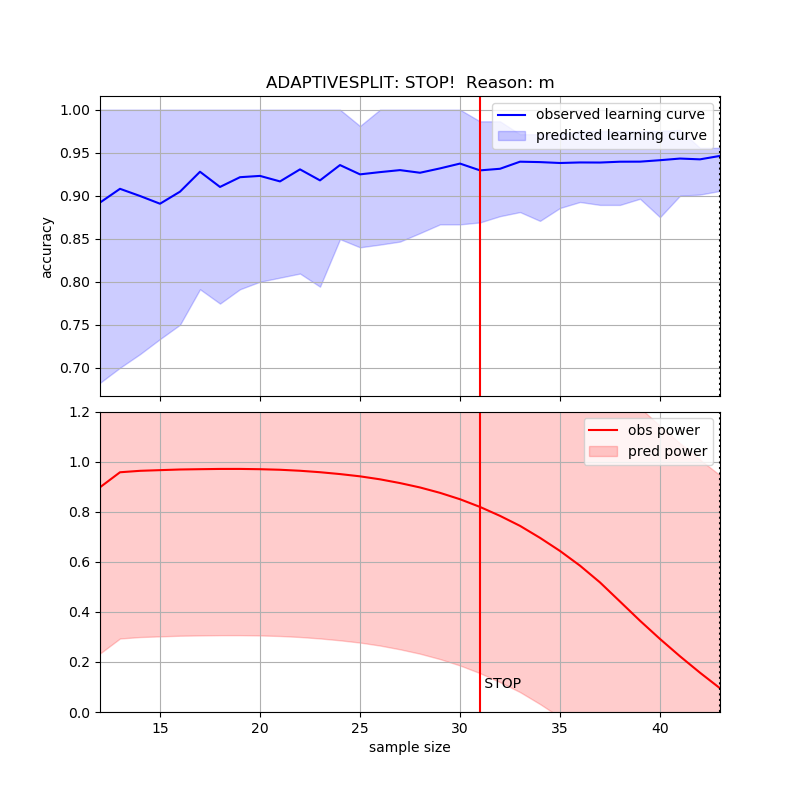 ADAPTIVESPLIT: STOP!  Reason: m
1.00
0.95
0.90
0.85
0.80
0.75
0.70
accuracy
observed learning curve
predicted learning curve
1.2
1.0
0.8
0.6
0.4
0.2
0.0
obs power
pred power
STOP
15 20 25 30 35 40
sample size